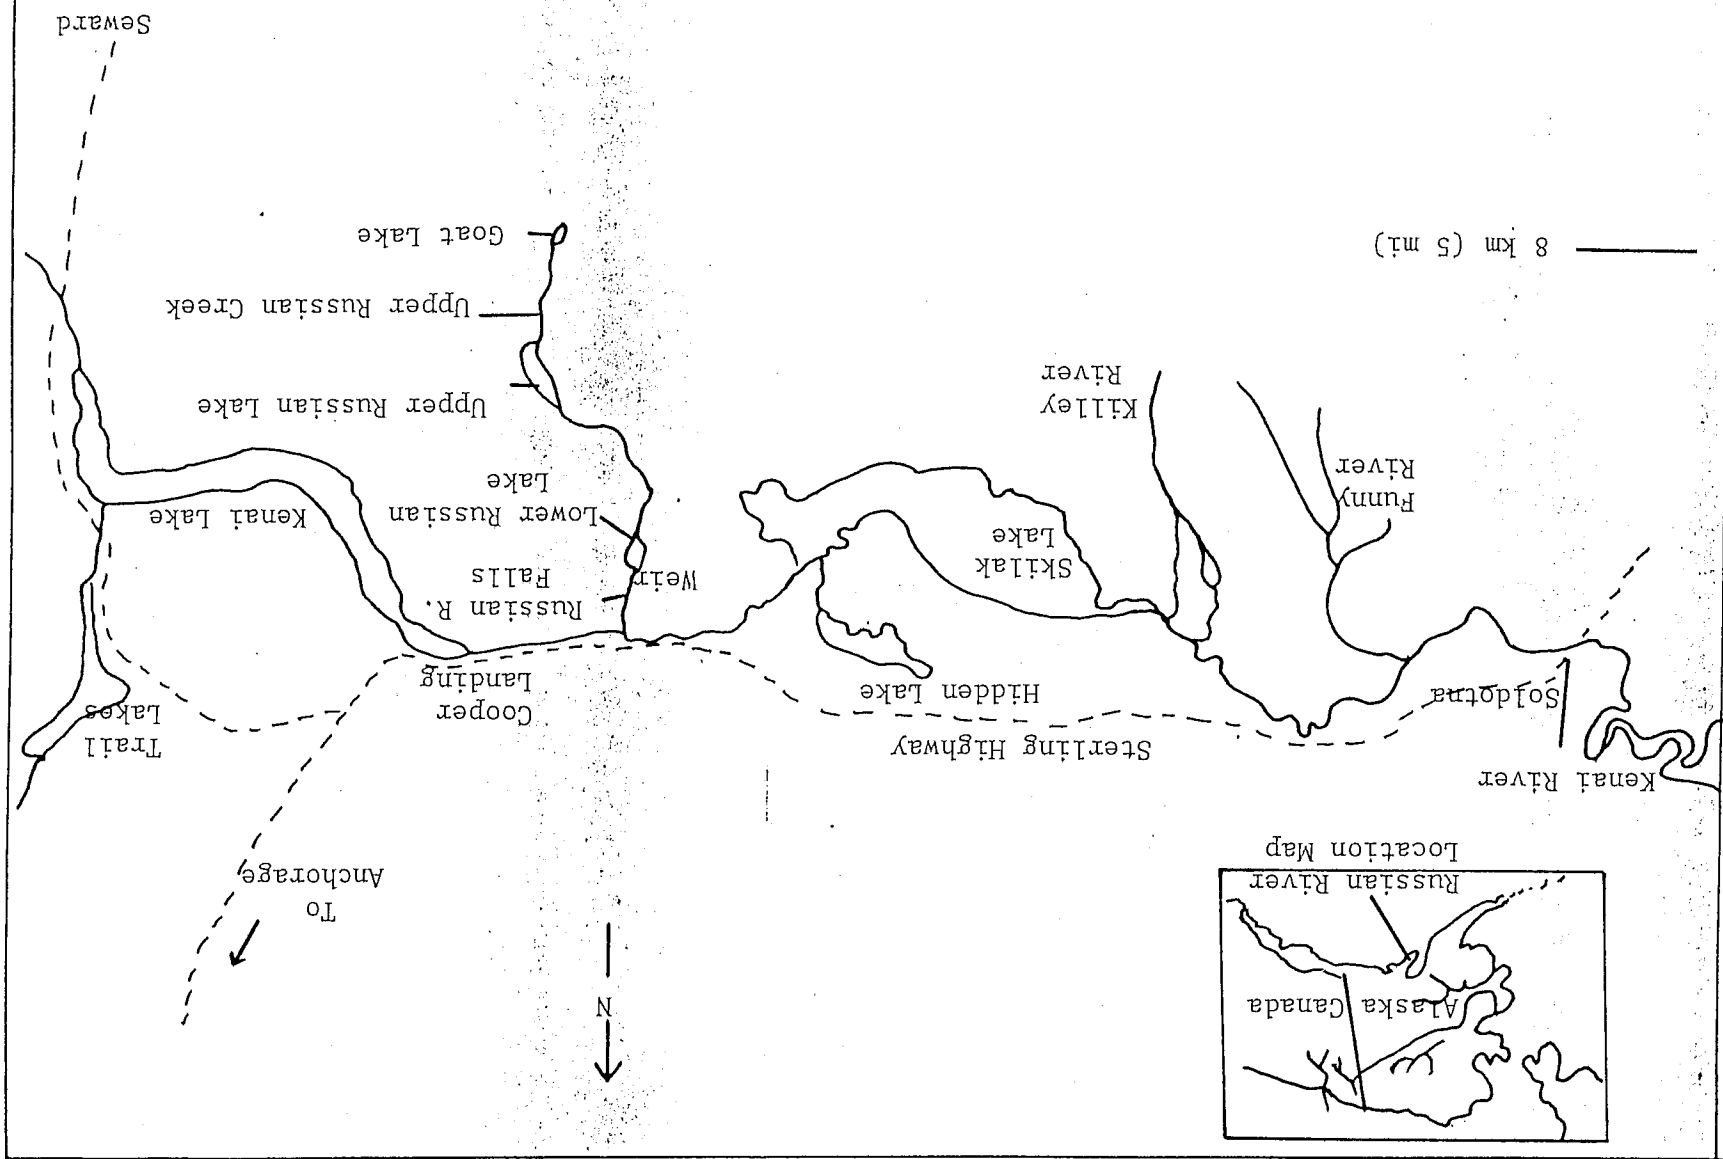 Russian River
Location Map
Alaska
Canada
N
To
Anchorage
Kenai River
Sterling Highway
Trail
Lakes
Soldotna
Hidden Lake
Cooper
Landing
Russian R.
Falls
Weir
Funny
River
Skilak
Lake
Lower Russian
Lake
Kenai Lake
Killey
River
Upper Russian Lake
Upper Russian Creek
8 km (5 mi)
Goat Lake
Seward